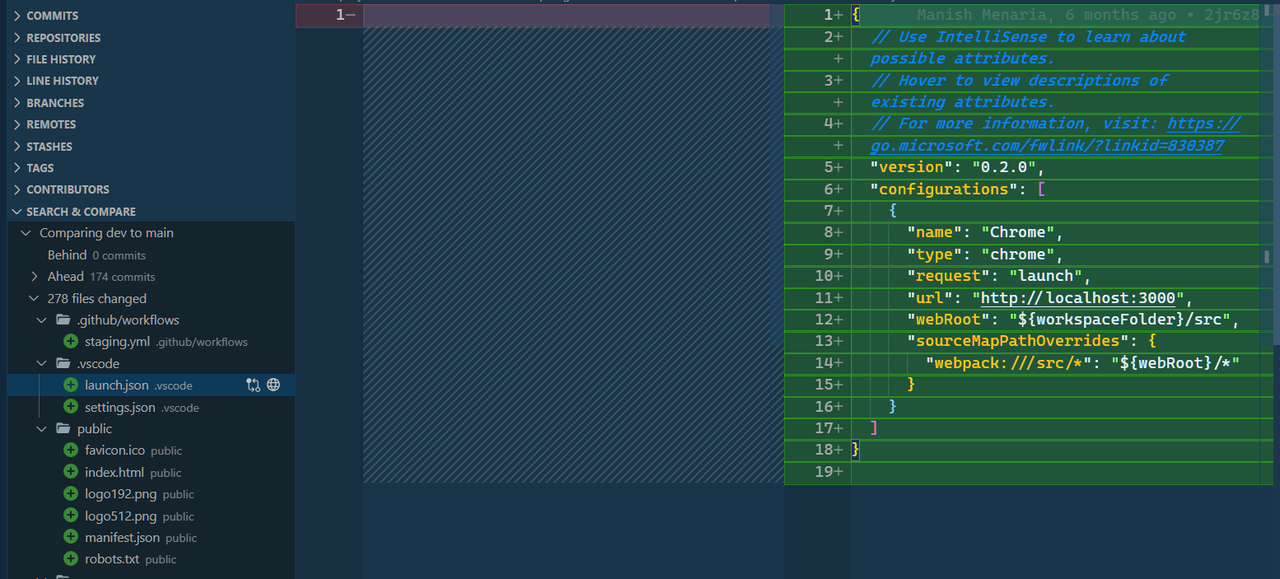 COMMITS
REPOSITORIES
FILE HISTORY
LINE HISTORY
BRANCHES
REMOTES
STASHES
TAGS
CONTRIBUTORS
SEARCH & COMPARE
Comparing dev to main
Behind 0 commits
Ahead 174 commits
278 files changed
.github/workflows
staging.yml .github/workflows
.vscode
launch.json .vscode
settings.json .vscode
public
favicon.ico public
index.html public
logo192.png public
logo512.png public
manifest.json public
robots.txt public
1−
1+ { Manish Menaria, 6 months ago • 2jr6z8
2+ // Use IntelliSense to learn about
+ possible attributes.
3+ // Hover to view descriptions of
+ existing attributes.
4+ // For more information, visit: https://
+ go.microsoft.com/fwlink/?linkid=830387
5+ "version": "0.2.0",
6+ "configurations": [
7+ {
8+ "name": "Chrome",
9+ "type": "chrome",
10+ "request": "launch",
11+ "url": "http://localhost:3000",
12+ "webRoot": "${workspaceFolder}/src",
13+ "sourceMapPathOverrides": {
14+ "webpack:///src/*": "${webRoot}/*"
15+ }
16+ }
17+ ]
18+ }
19+